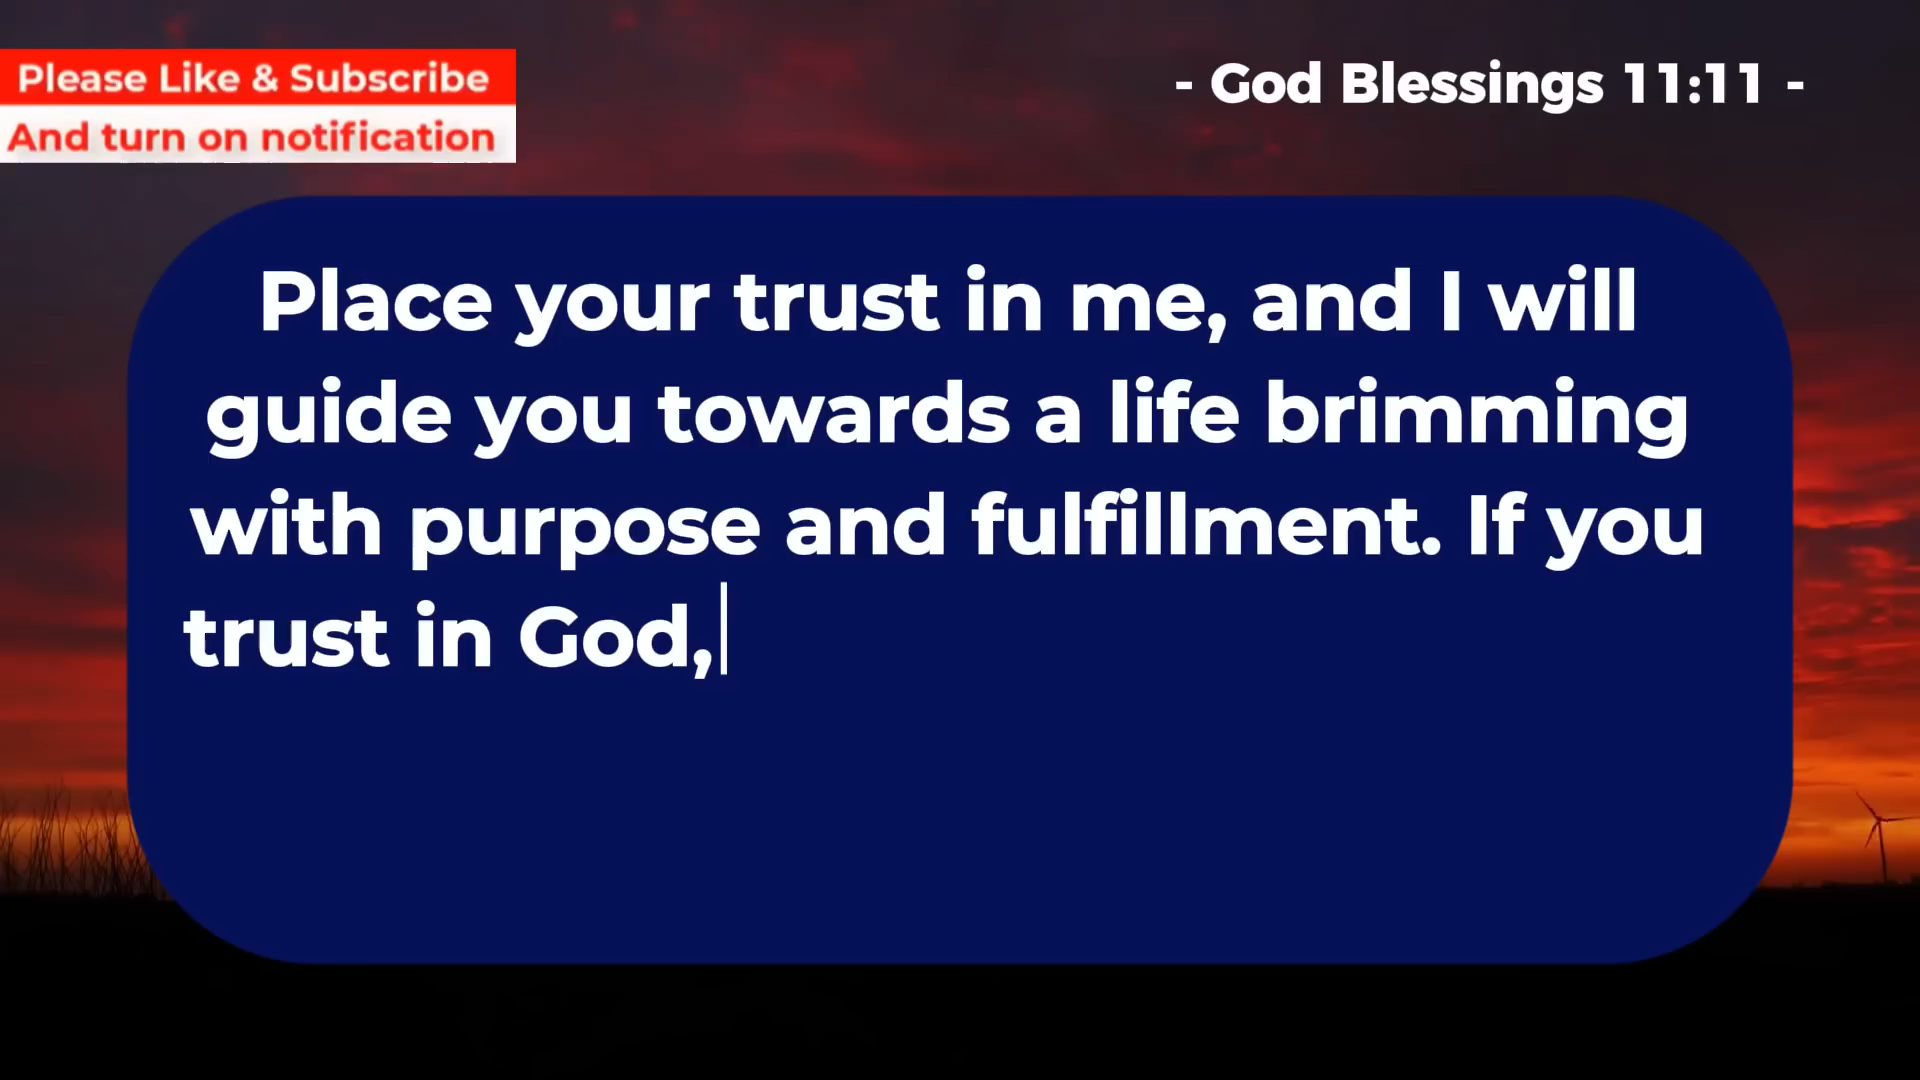 Please Like & Subscribe
And turn on notification
- God Blessings 11:11 -
Place your trust in me, and I will
guide you towards a life brimming
with purpose and fulfillment. If you
trust in God,